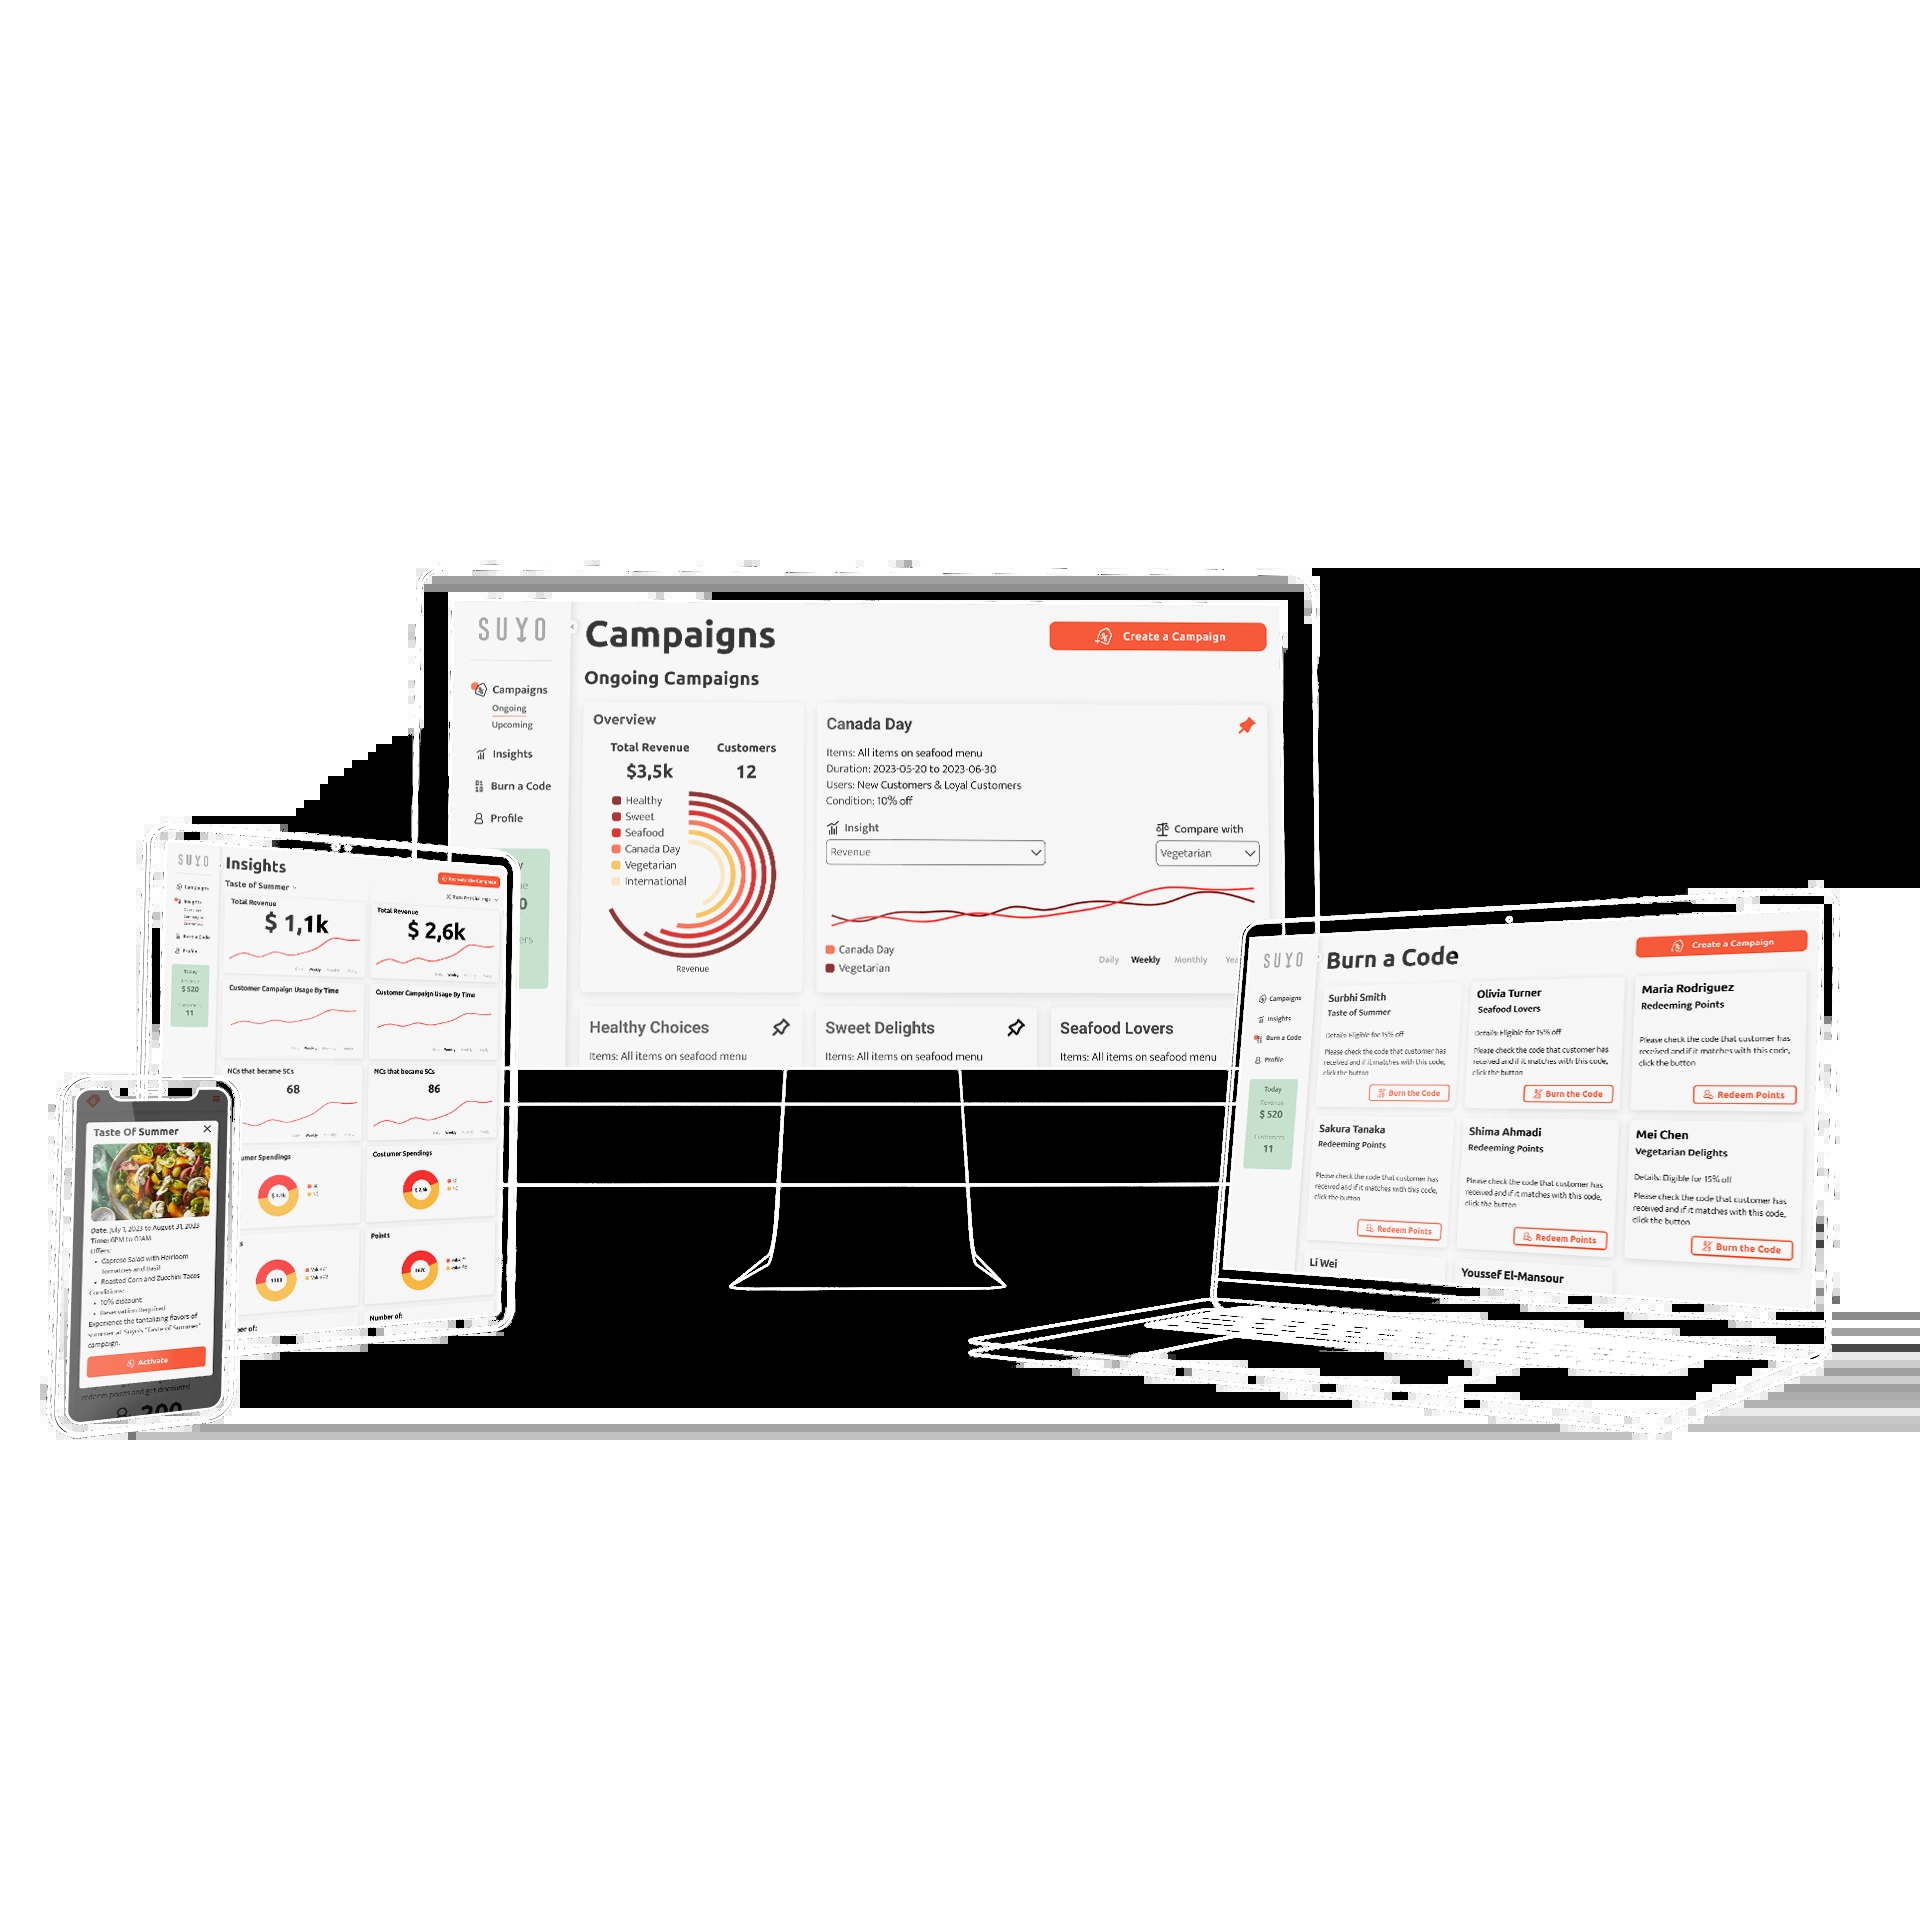 SUYO
Campaigns
Create a Campaign
Ongoing Campaigns
Campaigns
Ongoing
Upcoming
Insights
Burn a Code
Profile
Overview
Total Revenue
Customers
$3,5k
12
Healthy
Sweet
Seafood
Canada Day
Vegetarian
International
Revenue
Canada Day
Items: All items on seafood menu
Duration: 2023-05-20 to 2023-06-30
Users: New Customers & Loyal Customers
Condition: 10% off
Insight
Compare with
Revenue
Vegetarian
Canada Day
Vegetarian
Daily Weekly Monthly
Healthy Choices
Items: All items on seafood menu
Sweet Delights
Items: All items on seafood menu
Seafood Lovers
Items: All items on seafood menu
SUYO
Insights
Taste of Summer
Campaigns
Insights
Burn a Code
Profile
Today
Revenue
$ 520
Customers
11
Total Revenue
$ 1,1k
Total Revenue
$ 2,6k
Customer Campaign Usage By Time
Customer Campaign Usage By Time
NCs that became SCs
68
NCs that became SCs
86
Spendings
Costumer Spendings
Points
Number of:
Taste Of Summer
Date: July 1, 2023 to August 31, 2023
Time: 6PM to 01AM
Offers:
• Caprese Salad with Heirloom
Tomatoes and Basil
• Roasted Corn and Zucchini Tacos
Conditions:
• 10% discount
• Reservation Required
Experience the tantalizing flavors of
summer at Suyo's "Taste of Summer"
campaign.
Activate
redeem points and get discounts!
200
SUYO
Burn a Code
Create a Campaign
Campaigns
Insights
Burn a Code
Profile
Today
Revenue
$ 520
Customers
11
Surbhi Smith
Taste of Summer
Details: Eligible for 15% off
Please check the code that customer has
received and if it matches with this code,
click the button
Burn the Code
Olivia Turner
Seafood Lovers
Details: Eligible for 15% off
Please check the code that customer has
received and if it matches with this code,
click the button
Burn the Code
Maria Rodriguez
Redeeming Points
Please check the code that customer has
received and if it matches with this code,
click the button
Redeem Points
Sakura Tanaka
Redeeming Points
Please check the code that customer has
received and if it matches with this code,
click the button
Redeem Points
Shima Ahmadi
Redeeming Points
Please check the code that customer has
received and if it matches with this code,
click the button
Redeem Points
Mei Chen
Vegetarian Delights
Details: Eligible for 15% off
Please check the code that customer has
received and if it matches with this code,
click the button
Burn the Code
Li Wei
Youssef El-Mansour